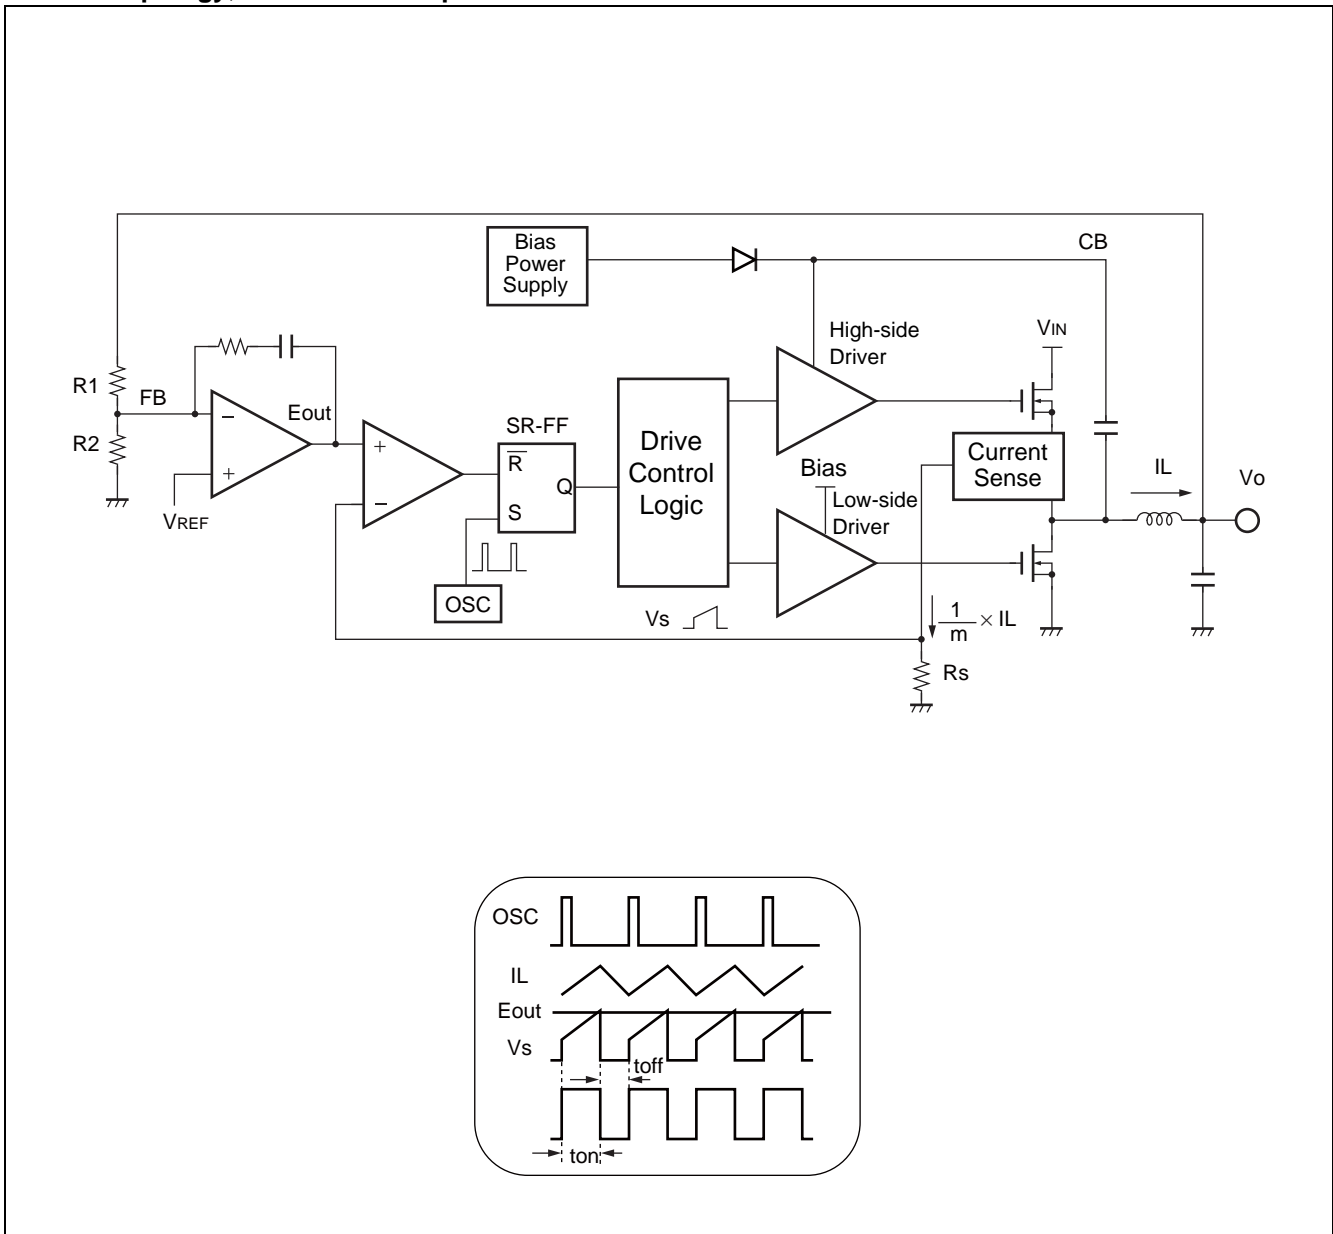 Bias
Power
Supply
CB
High-side
Driver
VIN
R1
FB
Eout
R2
VREF
SR-FF
R
Q
S
OSC
Drive
Control
Logic
Bias
Low-side
Driver
Current
Sense
IL
Vo
Vs
1
m
× IL
Rs
+
−
−
+
OSC
IL
Eout
Vs
toff
ton